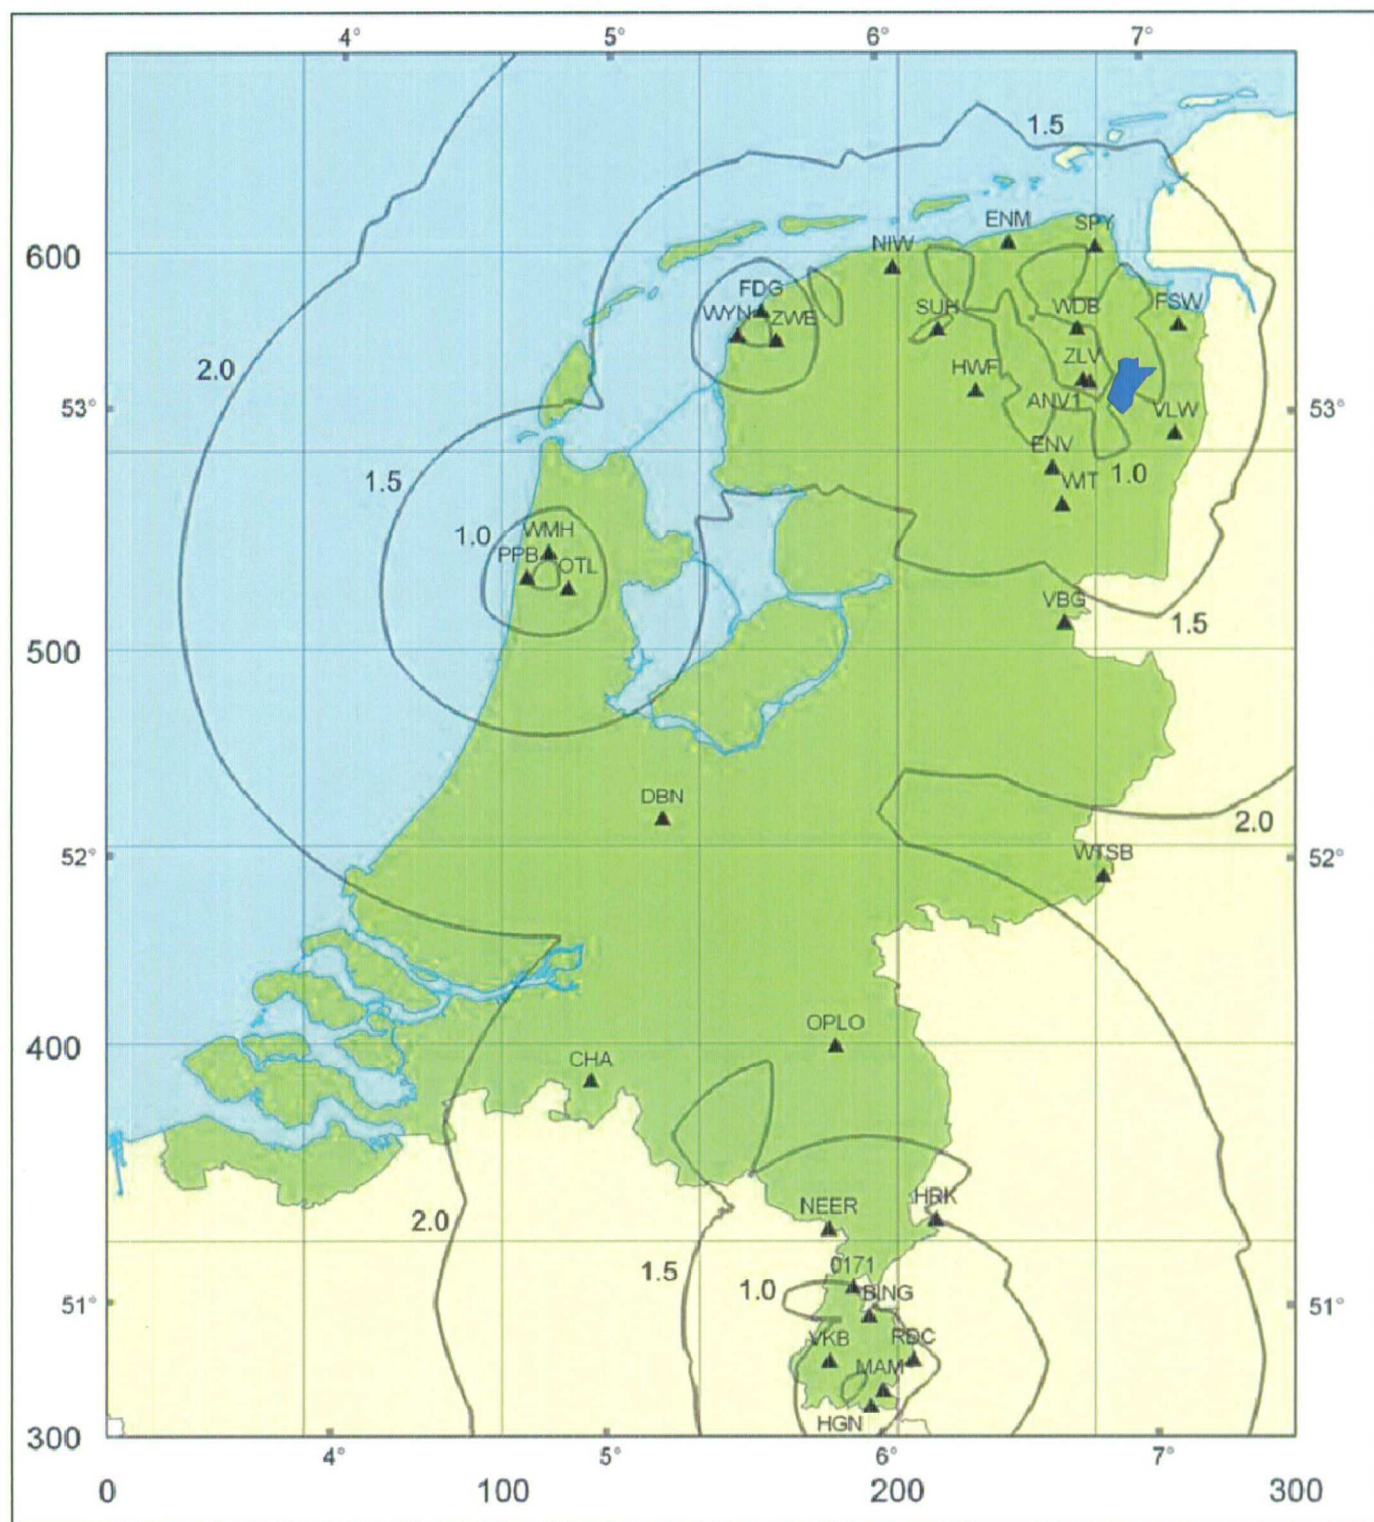 4° 5° 6° 7°
1.5
ENM SPY
600 NIW
FDG
WYN ZWE SUH WDB FSW
2.0 HWF ZLV
53° ANV1 VLW 53°
1.5 ENV 1.0
WIT
1.0 WMH
PPB OTL
VBG
1.5
500
DBN
2.0
52° WTSB 52°
400 OPLO
CHA
2.0 NEER HRK
1.5 1.0 0171
51° BING 51°
VKB RDC
MAM
HGN
300
4° 5° 6° 7°
0 100 200 300